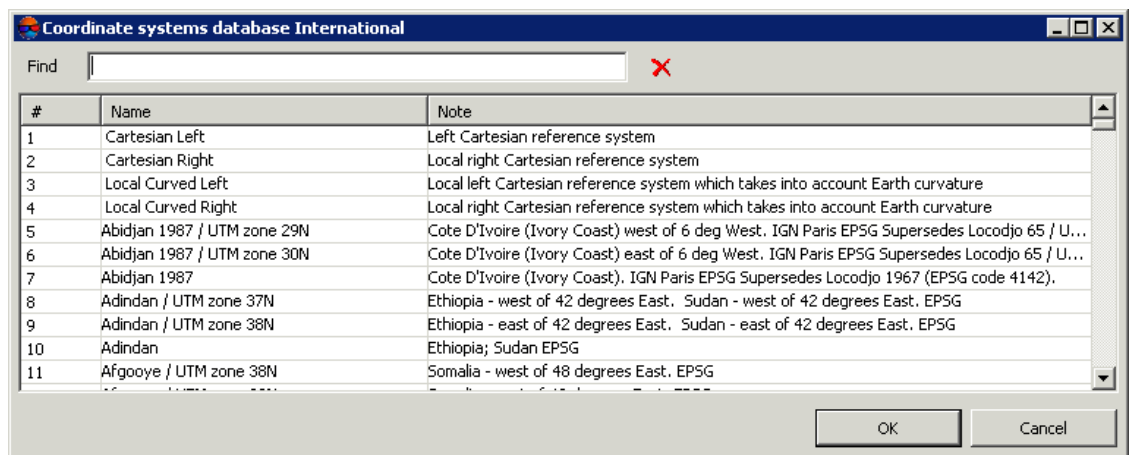 Coordinate systems database International
Find
# Name Note
1 Cartesian Left Left Cartesian reference system
2 Cartesian Right Local right Cartesian reference system
3 Local Curved Left Local left Cartesian reference system which takes into account Earth curvature
4 Local Curved Right Local right Cartesian reference system which takes into account Earth curvature
5 Abidjan 1987 / UTM zone 29N Cote D'Ivoire (Ivory Coast) west of 6 deg West. IGN Paris EPSG Supersedes Locodjo 65 / U...
6 Abidjan 1987 / UTM zone 30N Cote D'Ivoire (Ivory Coast) east of 6 deg West. IGN Paris EPSG Supersedes Locodjo 65 / U...
7 Abidjan 1987 Cote D'Ivoire (Ivory Coast). IGN Paris EPSG Supersedes Locodjo 1967 (EPSG code 4142).
8 Adindan / UTM zone 37N Ethiopia - west of 42 degrees East. Sudan - west of 42 degrees East. EPSG
9 Adindan / UTM zone 38N Ethiopia - east of 42 degrees East. Sudan - east of 42 degrees East. EPSG
10 Adindan Ethiopia; Sudan EPSG
11 Afgooye / UTM zone 38N Somalia - west of 48 degrees East. EPSG
OK Cancel